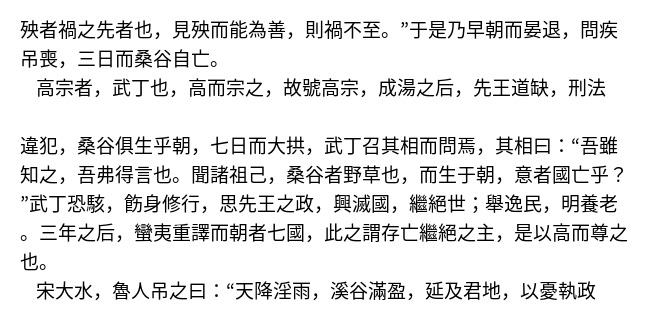 殃者禍之先者也，見殃而能為善，則禍不至。”于是乃早朝而晏退，問疾
吊喪，三日而桑谷自亡。
高宗者，武丁也，高而宗之，故號高宗，成湯之后，先王道缺，刑法
違犯，桑谷俱生乎朝，七日而大拱，武丁召其相而問焉，其相曰：“吾雖
知之，吾弗得言也。聞諸祖己，桑谷者野草也，而生于朝，意者國亡乎？
”武丁恐駭，飭身修行，思先王之政，興滅國，繼絕世；舉逸民，明養老
。三年之后，蠻夷重譯而朝者七國，此之謂存亡繼絕之主，是以高而尊之
也。
宋大水，魯人吊之曰：“天降淫雨，溪谷滿盈，延及君地，以憂執政